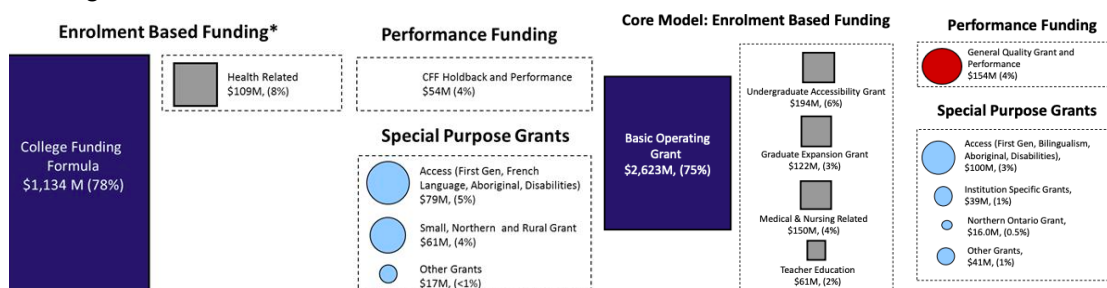 Enrolment Based Funding*
College Funding
Formula
$1,134 M (78%)
Health Related
$109M, (8%)
Performance Funding
CFF Holdback and Performance
$54M (4%)
Special Purpose Grants
Access (First Gen, French
Language, Aboriginal, Disabilities)
$79M, (5%)
Small, Northern and Rural Grant
$61M, (4%)
Other Grants
$17M, (<1%)
Core Model: Enrolment Based Funding
Basic Operating
Grant
$2,623M, (75%)
Undergraduate Accessibility Grant
$194M, (6%)
Graduate Expansion Grant
$122M, (3%)
Medical & Nursing Related
$150M, (4%)
Teacher Education
$61M, (2%)
Performance Funding
General Quality Grant and
Performance
$154M (4%)
Special Purpose Grants
Access (First Gen, Bilingualism,
Aboriginal, Disabilities),
$100M, (3%)
Institution Specific Grants,
$39M, (1%)
Northern Ontario Grant,
$16.0M, (0.5%)
Other Grants,
$41M, (1%)